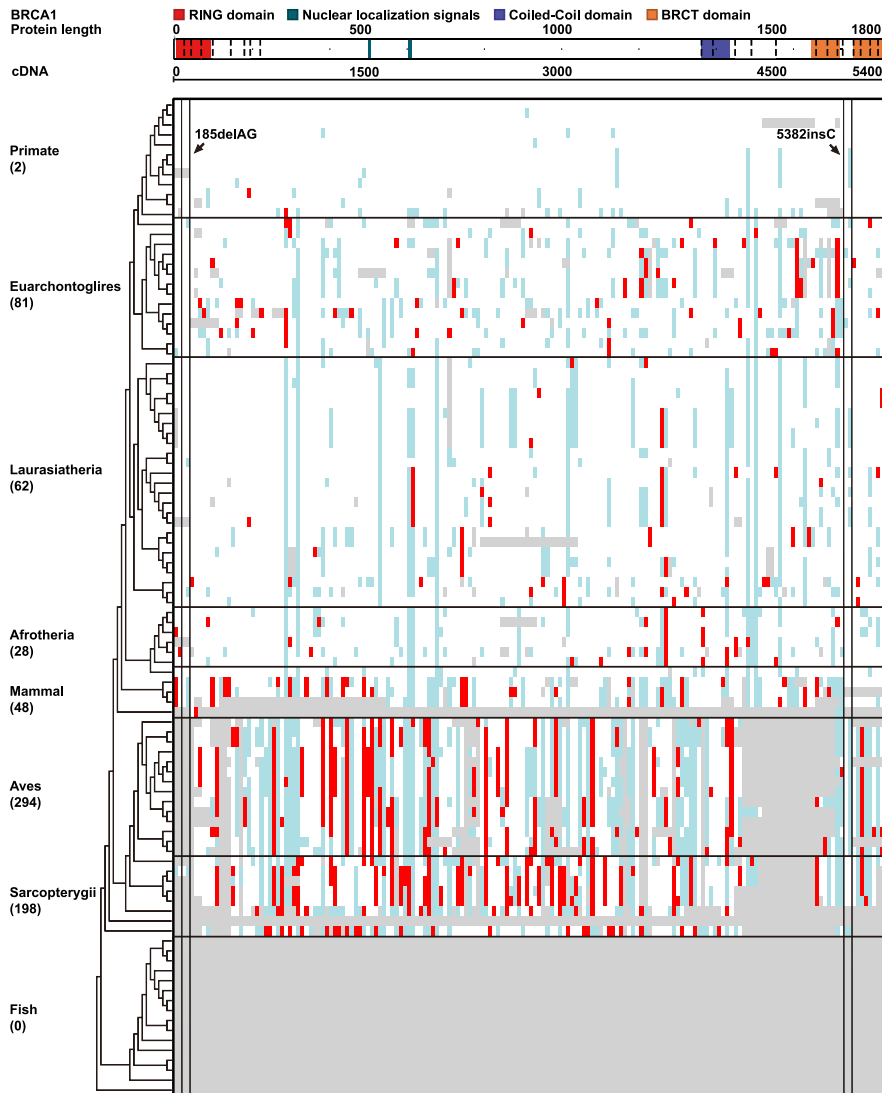 BRCA1
RING domain
Nuclear localization signals
Coiled-Coil domain
BRCT domain
Protein length
0
500
1000
1500
1800
cDNA
0
1500
3000
4500
5400
185delAG
5382insC
Primate
(2)
Euarchontoglires
(81)
Laurasiatheria
(62)
Afrotheria
(28)
Mammal
(48)
Aves
(294)
Sarcopterygii
(198)
Fish
(0)